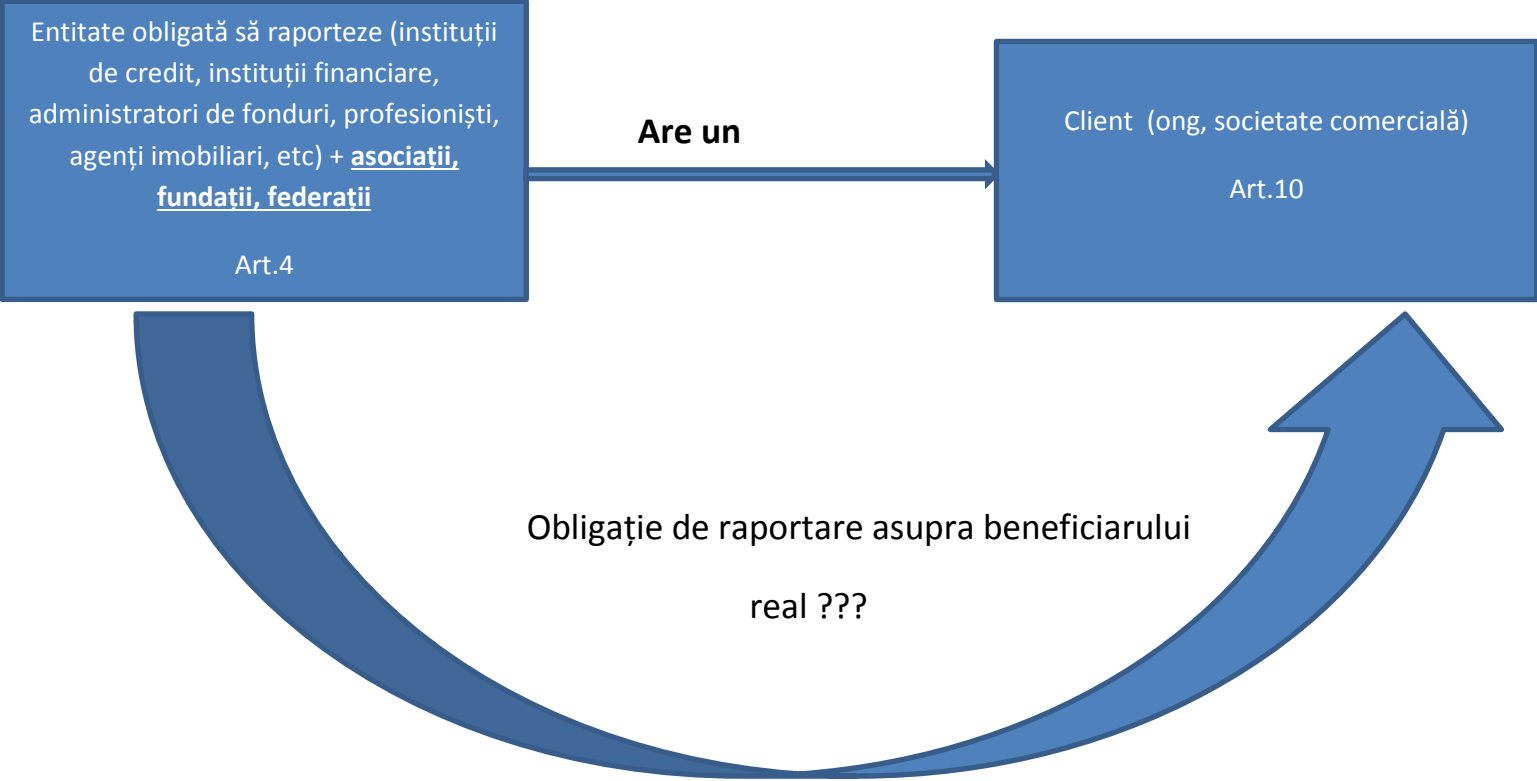 Entitate obligată să raporteze (instituții
de credit, instituții financiare,
administratori de fonduri, profesioniști,
agenți imobiliari, etc) + asociații,
fundații, federații
Art.4
Are un
Client (ong, societate comercială)
Art.10
Obligație de raportare asupra beneficiarului
real ???